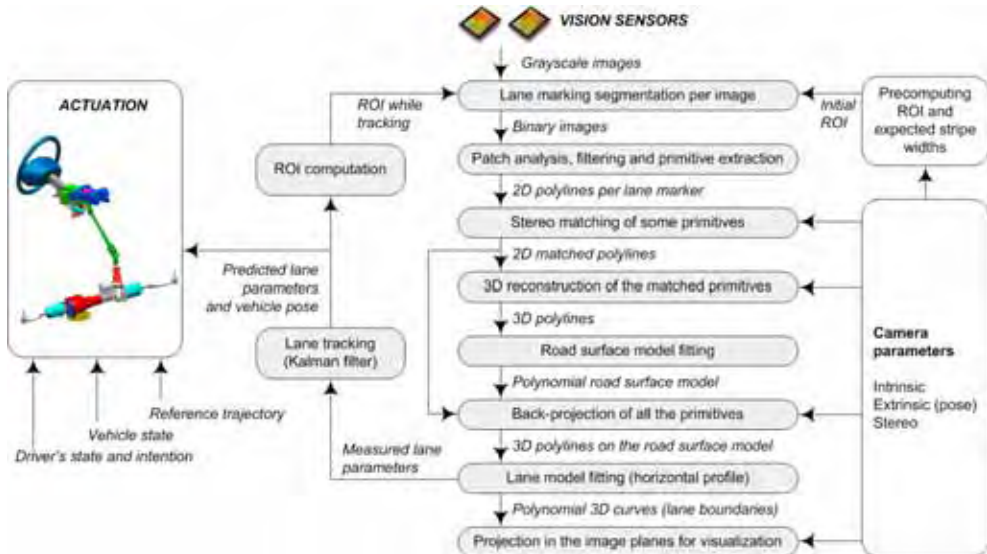 VISION SENSORS
Grayscale images
Lane marking segmentation per image
Binary images
Patch analysis, filtering and primitive extraction
2D polylines per lane marker
Stereo matching of some primitives
2D matched polylines
3D reconstruction of the matched primitives
3D polylines
Road surface model fitting
Polynomial road surface model
Back-projection of all the primitives
3D polylines on the road surface model
Lane model fitting (horizontal profile)
Polynomial 3D curves (lane boundaries)
Projection in the image planes for visualization
ACTUATION
Reference trajectory
Vehicle state
Driver's state and intention
ROI while
tracking
ROI computation
Predicted lane
parameters
and vehicle pose
Lane tracking
(Kalman filter)
Measured lane
parameters
Initial
ROI
Precomputing
ROI and
expected stripe
widths
Camera
parameters
Intrinsic
Extrinsic (pose)
Stereo